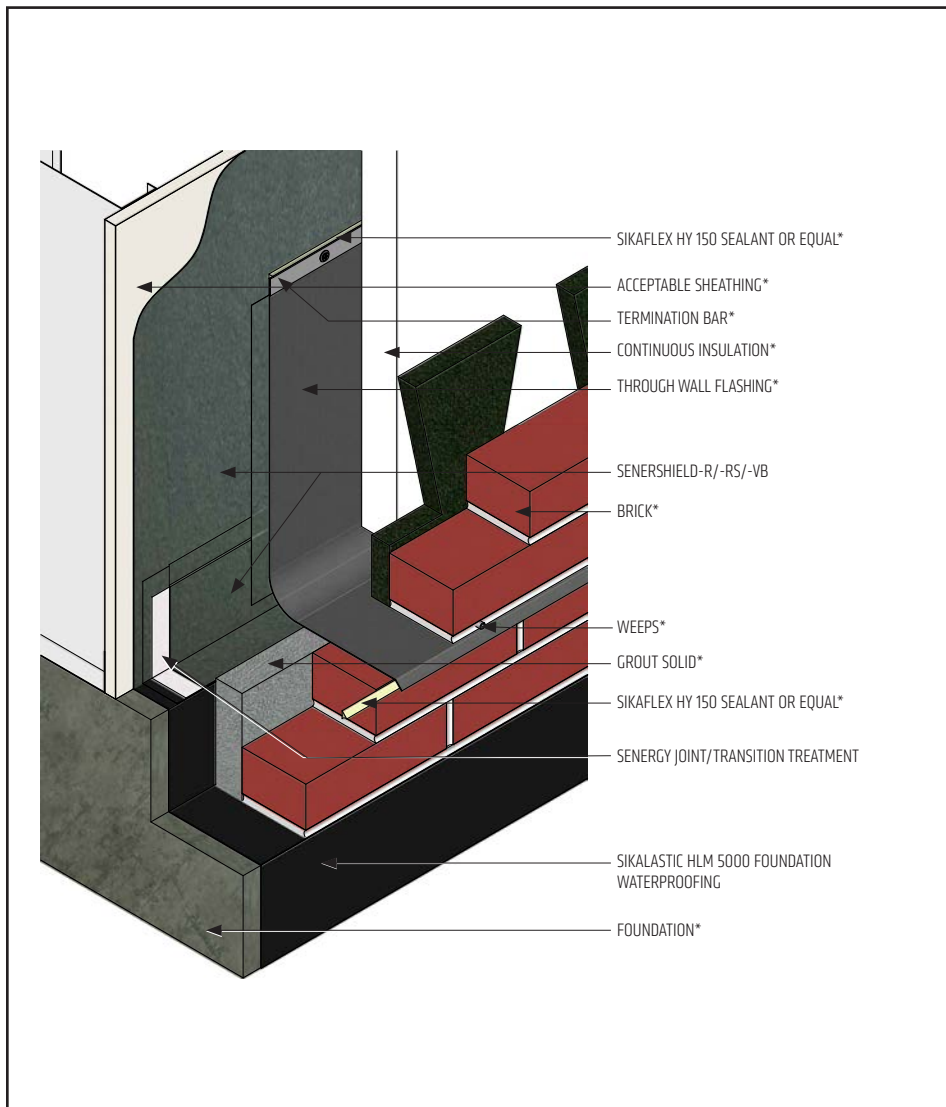 SIKAFLEX HY 150 SEALANT OR EQUAL*
ACCEPTABLE SHEATHING*
TERMINATION BAR*
CONTINUOUS INSULATION*
THROUGH WALL FLASHING*
SENERSHIELD-R/-RS/-VB
BRICK*
WEEPS*
GROUT SOLID*
SIKAFLEX HY 150 SEALANT OR EQUAL*
SENERGY JOINT/TRANSITION TREATMENT
SIKALASTIC HLM 5000 FOUNDATION
WATERPROOFING
FOUNDATION*